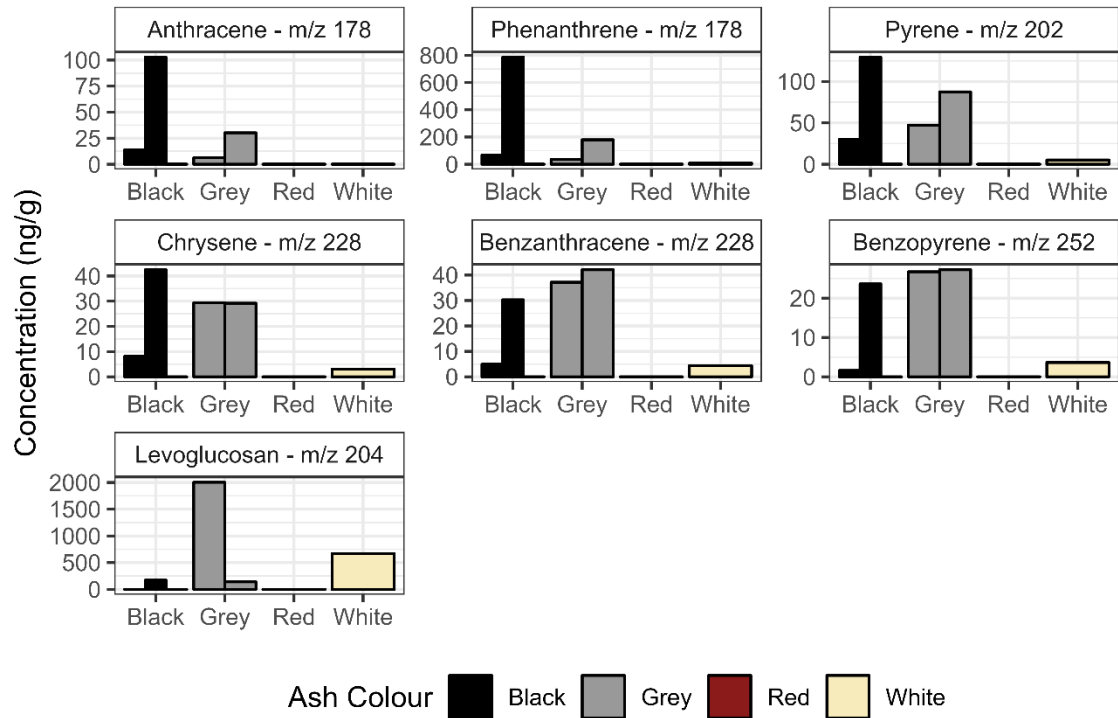 Anthracene - m/z 178
Phenanthrene - m/z 178
Pyrene - m/z 202
100
75
50
25
0
800
600
400
200
0
100
50
0
Black Grey Red White
Black Grey Red White
Black Grey Red White
Chrysene - m/z 228
Benzanthracene - m/z 228
Benzopyrene - m/z 252
40
30
20
10
0
40
30
20
10
0
20
10
0
Black Grey Red White
Black Grey Red White
Black Grey Red White
Concentration (ng/g)
Levoglucosan - m/z 204
2000
1500
1000
500
0
Black Grey Red White
Ash Colour Black Grey Red White